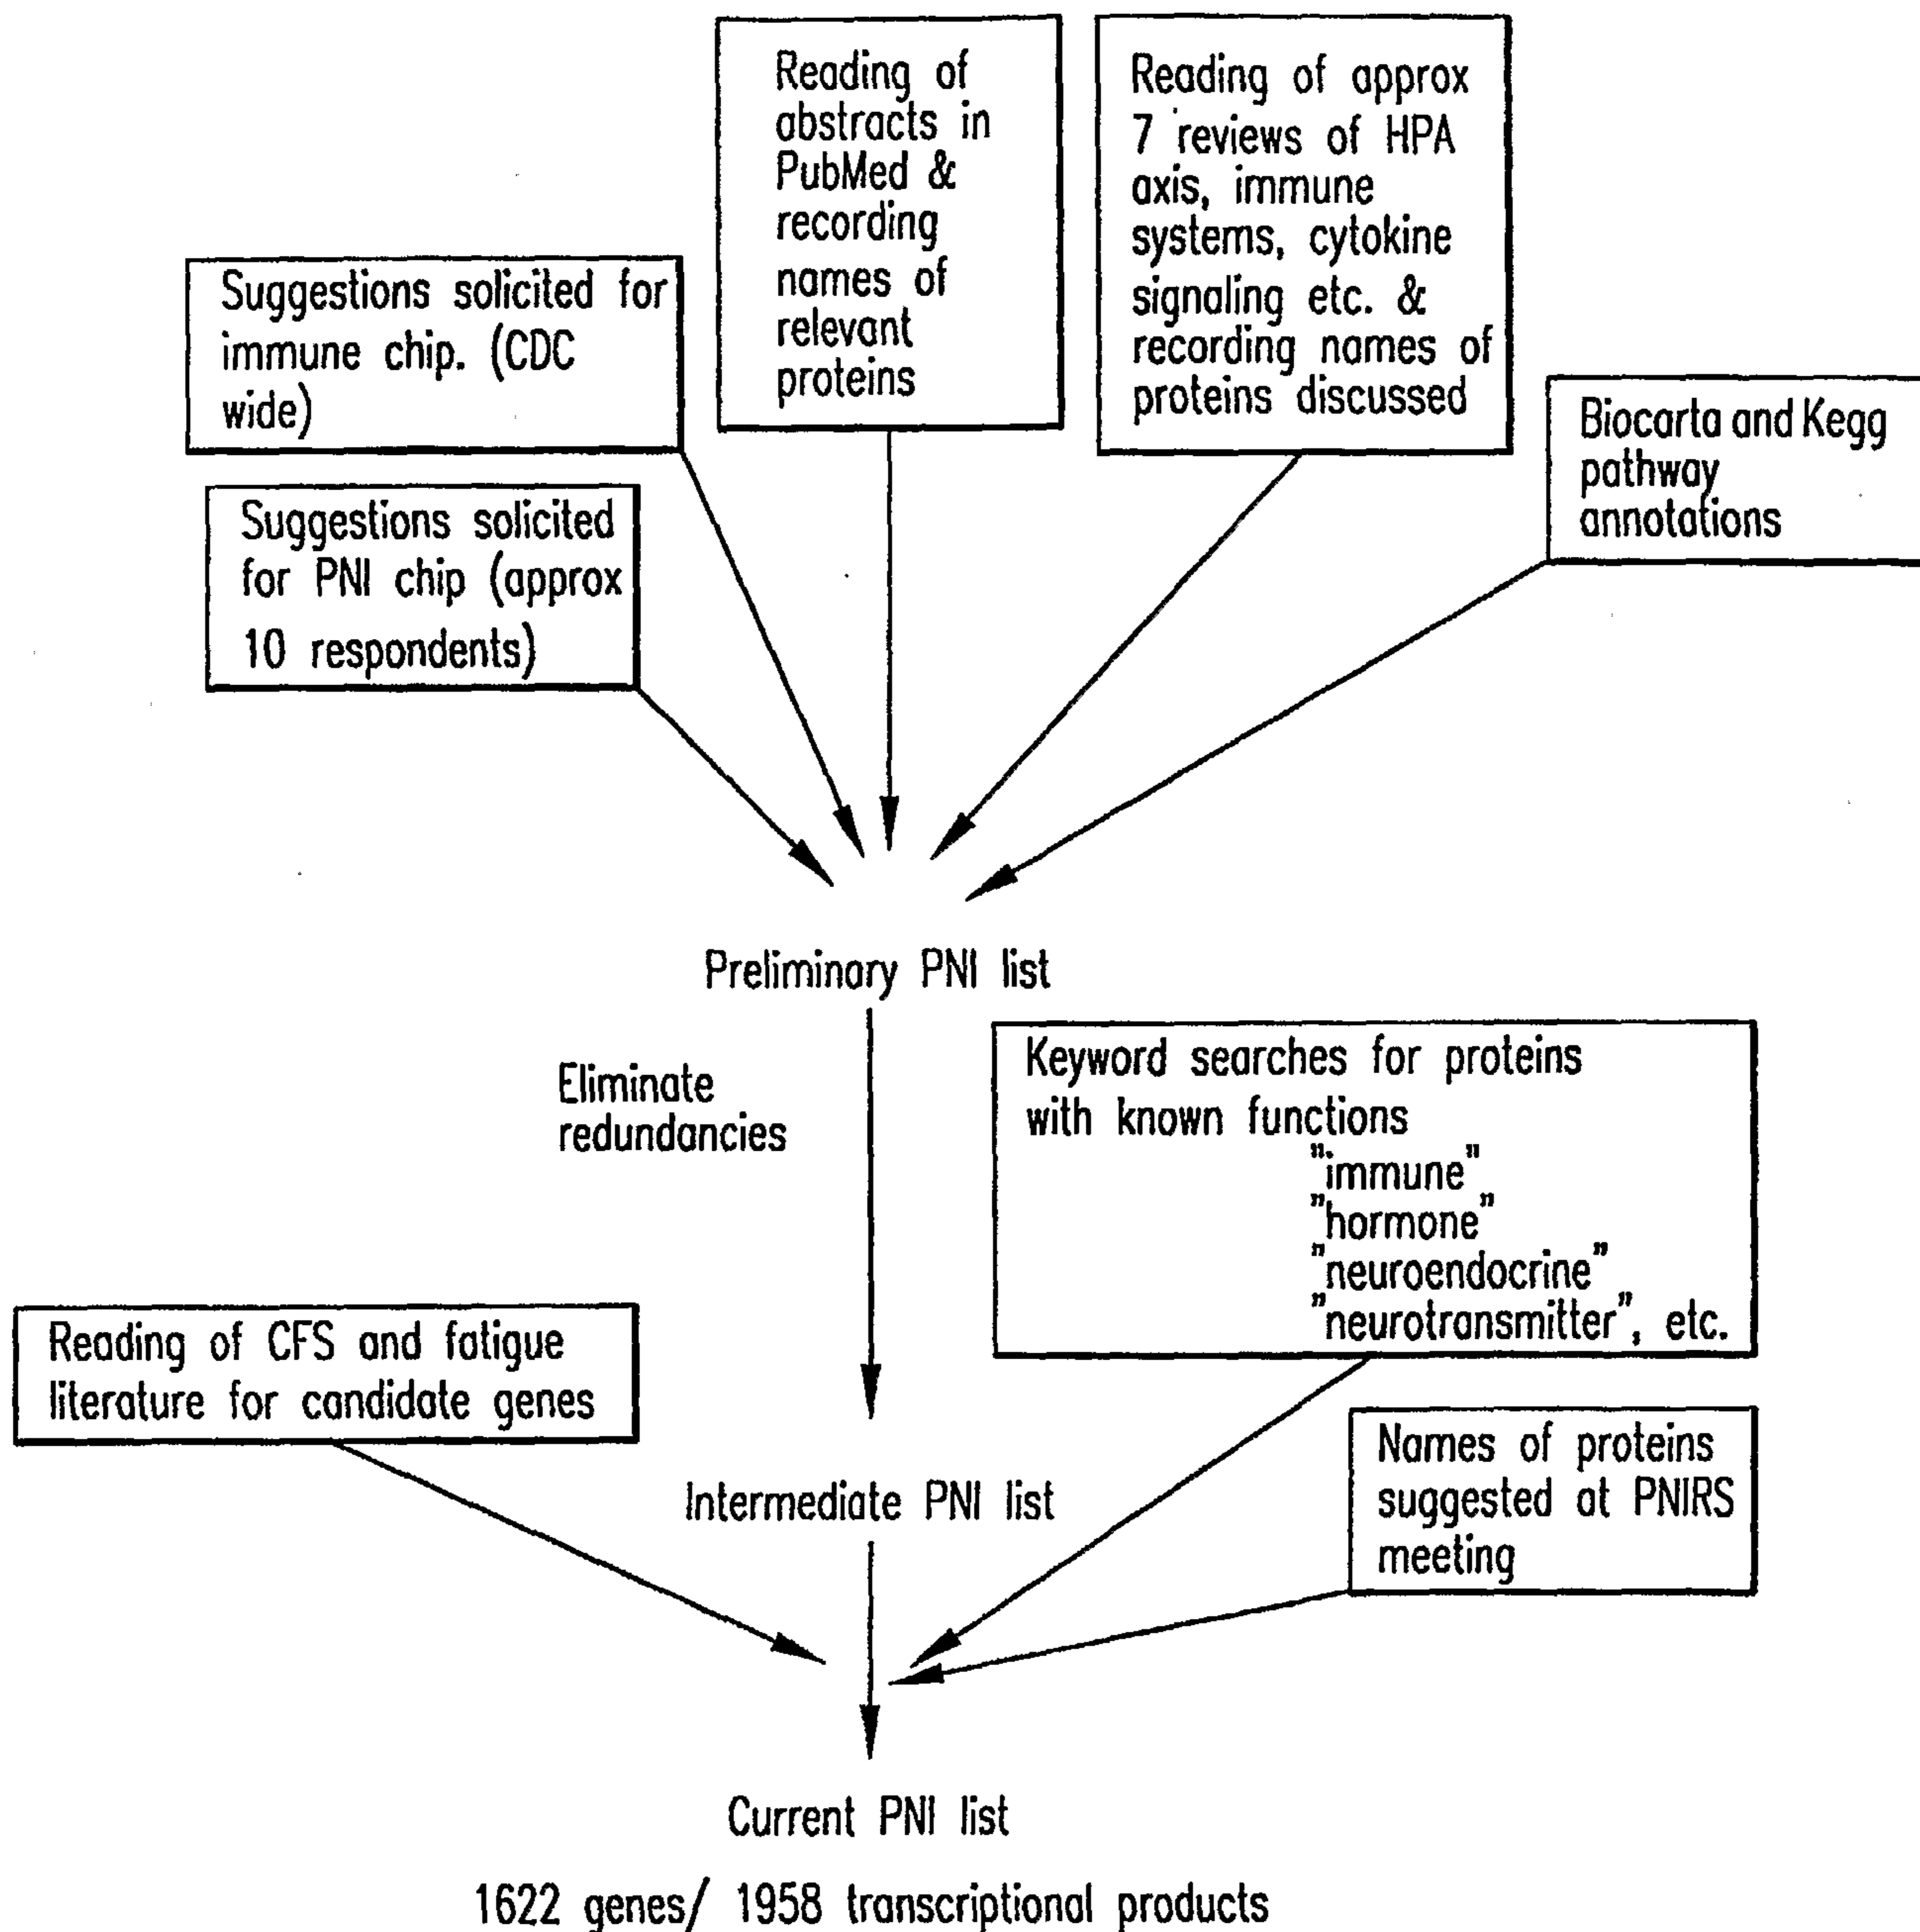 Reading of
abstracts in
PubMed &
recording
names of
relevant
proteins
Reading of approx
7 reviews of HPA
axis, immune
systems, cytokine
signaling etc. &
recording names of
proteins discussed
Suggestions solicited for
immune chip. (CDC
wide)
Biocarta and Kegg
pathway
annotations
Suggestions solicited
for PNI chip (approx
10 respondents)
Preliminary PNI list
Eliminate
redundancies
Keyword searches for proteins
with known functions
"immune"
"hormone"
"neuroendocrine"
"neurotransmitter", etc.
Reading of CFS and fatigue
literature for candidate genes
Names of proteins
suggested at PNIRS
meeting
Intermediate PNI list
Current PNI list
1622 genes/ 1958 transcriptional products